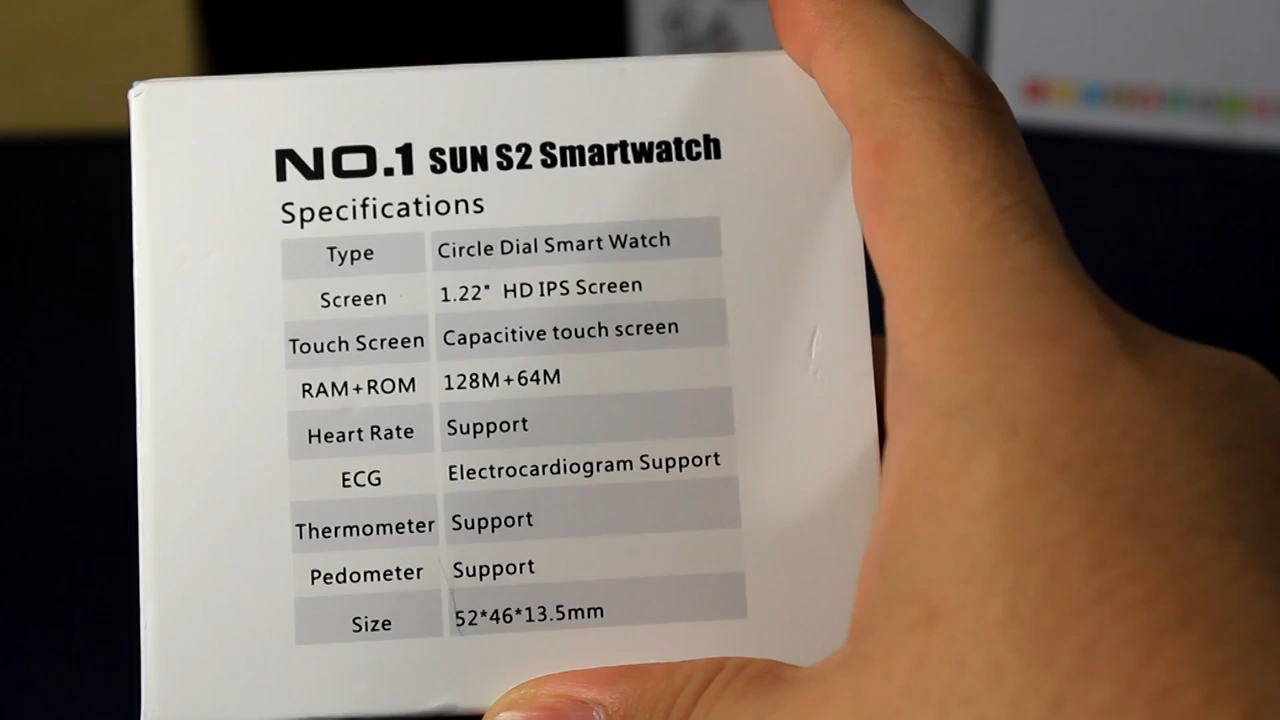 NO.1 SUN S2 Smartwatch
Specifications
Type Circle Dial Smart Watch
Screen 1.22" HD IPS Screen
Touch Screen Capacitive touch screen
RAM+ROM 128M+64M
Heart Rate Support
ECG Electrocardiogram Support
Thermometer Support
Pedometer Support
Size 52*46*13.5mm